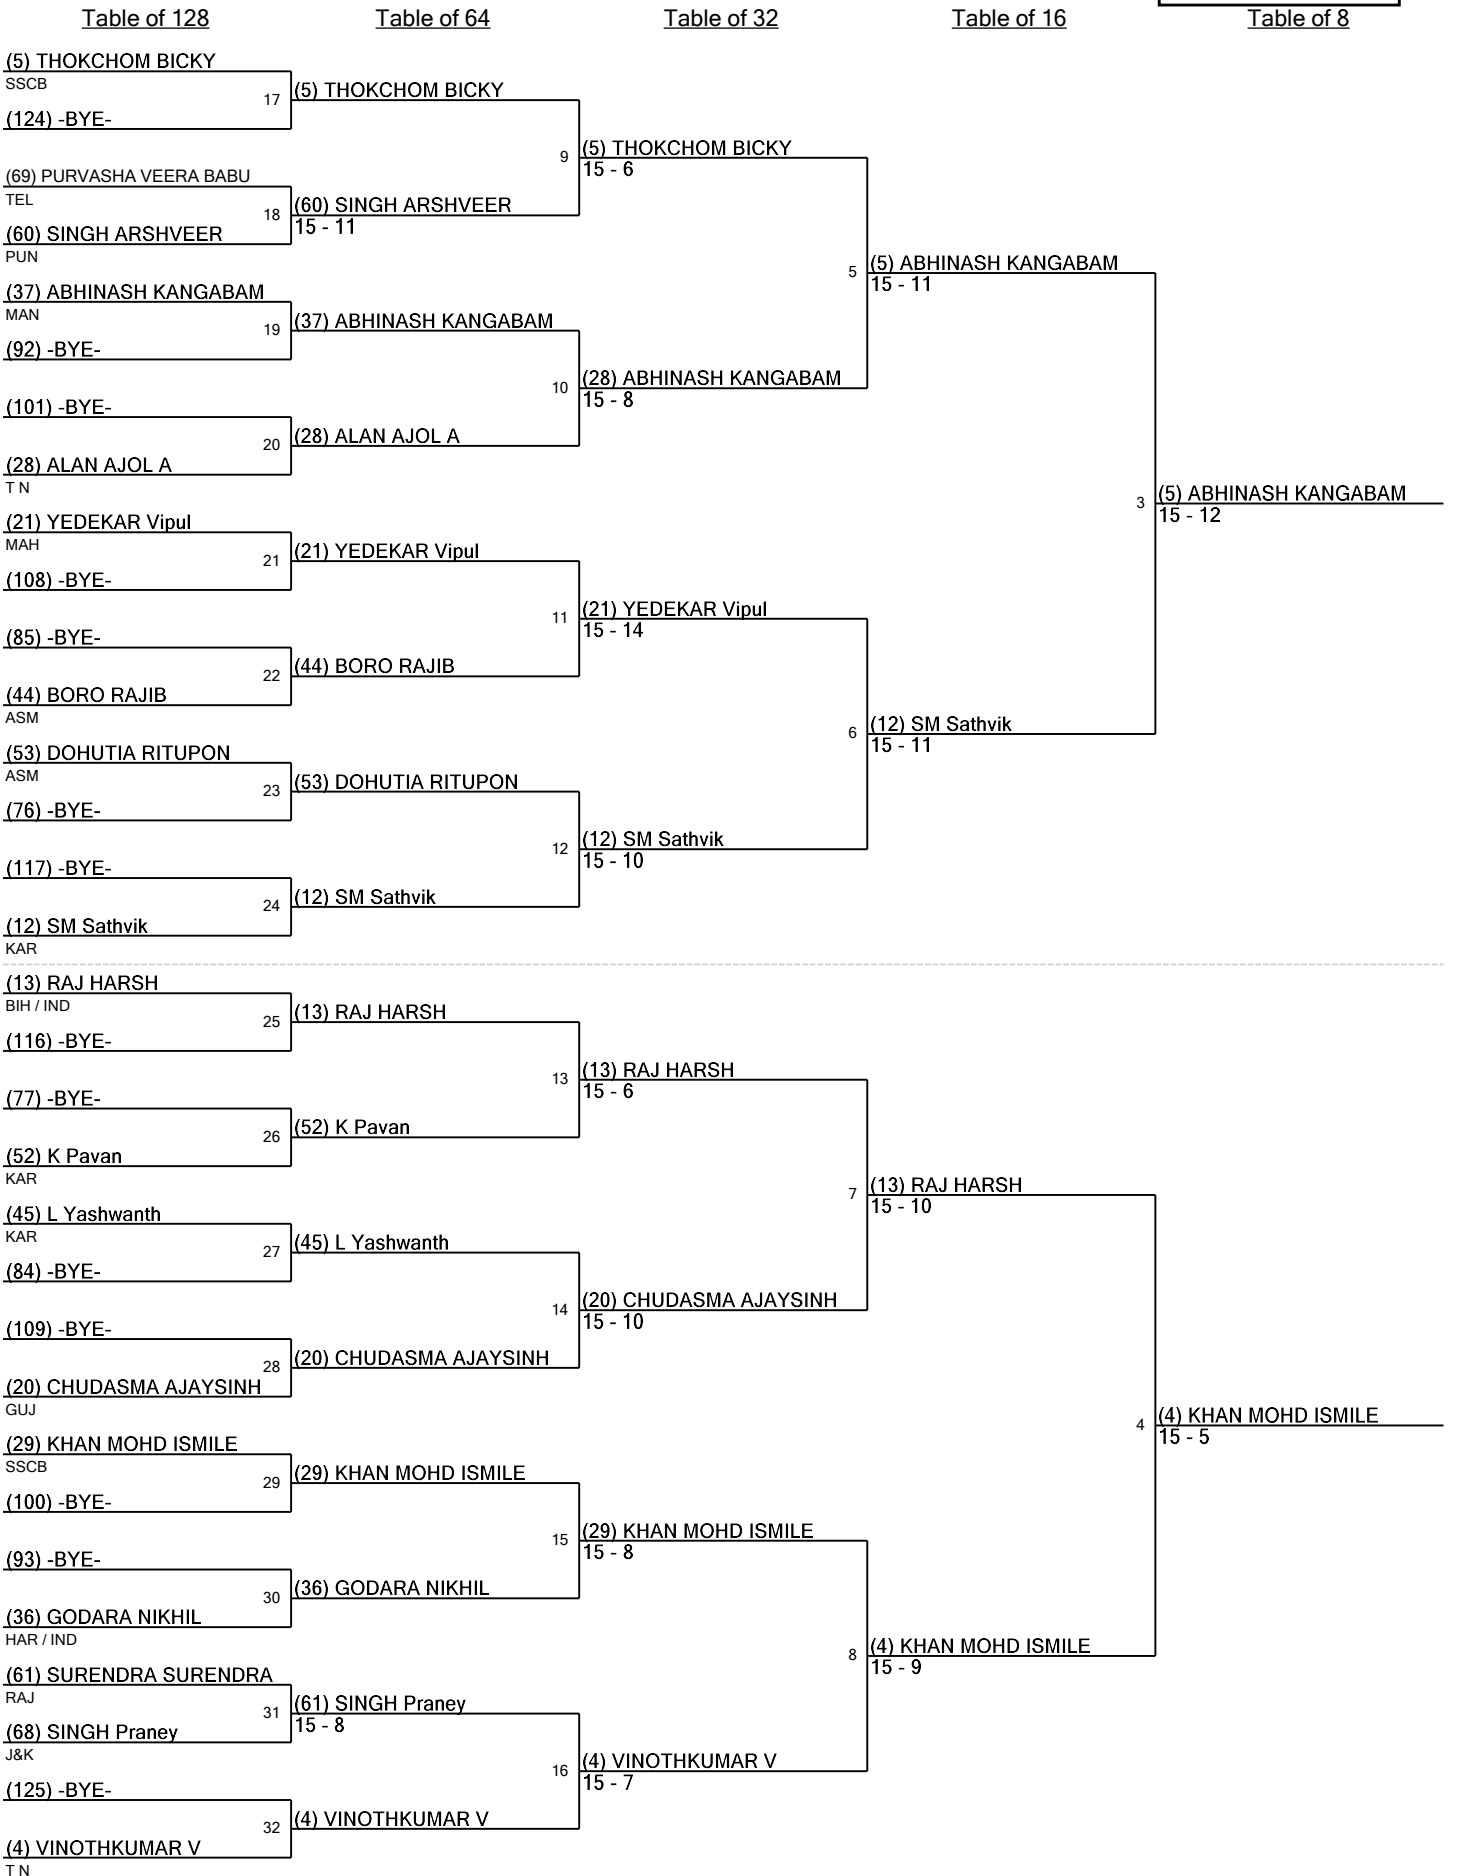 Table of 128
Table of 64
Table of 32
Table of 16
Table of 8
(5) THOKCHOM BICKY
SSCB
17
(5) THOKCHOM BICKY
(124) -BYE-
9
(5) THOKCHOM BICKY
15 - 6
(69) PURVASHA VEERA BABU
TEL
18
(60) SINGH ARSHVEER
15 - 11
(60) SINGH ARSHVEER
PUN
5
(5) ABHINASH KANGABAM
15 - 11
(37) ABHINASH KANGABAM
MAN
19
(37) ABHINASH KANGABAM
(92) -BYE-
10
(28) ABHINASH KANGABAM
15 - 8
(101) -BYE-
20
(28) ALAN AJOL A
(28) ALAN AJOL A
T N
3
(5) ABHINASH KANGABAM
15 - 12
(21) YEDEKAR Vipul
MAH
21
(21) YEDEKAR Vipul
(108) -BYE-
11
(21) YEDEKAR Vipul
15 - 14
(85) -BYE-
22
(44) BORO RAJIB
(44) BORO RAJIB
ASM
6
(12) SM Sathvik
15 - 11
(53) DOHUTIA RITUPON
ASM
23
(53) DOHUTIA RITUPON
(76) -BYE-
12
(12) SM Sathvik
15 - 10
(117) -BYE-
24
(12) SM Sathvik
(12) SM Sathvik
KAR
(13) RAJ HARSH
BIH / IND
25
(13) RAJ HARSH
(116) -BYE-
13
(13) RAJ HARSH
15 - 6
(77) -BYE-
26
(52) K Pavan
(52) K Pavan
KAR
7
(13) RAJ HARSH
15 - 10
(45) L Yashwanth
KAR
27
(45) L Yashwanth
(84) -BYE-
14
(20) CHUDASMA AJAYSINH
15 - 10
(109) -BYE-
28
(20) CHUDASMA AJAYSINH
(20) CHUDASMA AJAYSINH
GUJ
4
(4) KHAN MOHD ISMILE
15 - 5
(29) KHAN MOHD ISMILE
SSCB
29
(29) KHAN MOHD ISMILE
(100) -BYE-
15
(29) KHAN MOHD ISMILE
15 - 8
(93) -BYE-
30
(36) GODARA NIKHIL
(36) GODARA NIKHIL
HAR / IND
8
(4) KHAN MOHD ISMILE
15 - 9
(61) SURENDRA SURENDRA
RAJ
31
(61) SINGH Praney
15 - 8
(68) SINGH Praney
J&K
16
(4) VINOTHKUMAR V
15 - 7
(125) -BYE-
32
(4) VINOTHKUMAR V
(4) VINOTHKUMAR V
T N